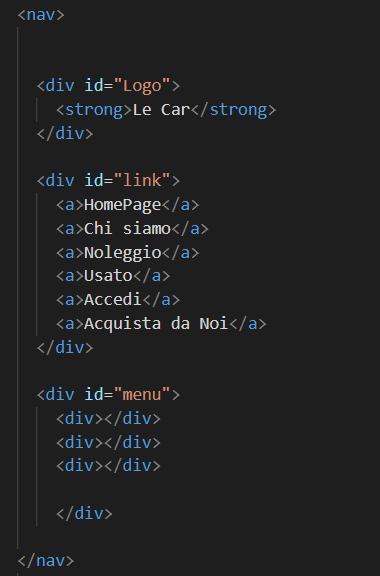 <nav>
<div id="Logo">
<strong>Le Car</strong>
</div>
<div id="link">
<a>HomePage</a>
<a>Chi siamo</a>
<a>Noleggio</a>
<a>Usato</a>
<a>Accedi</a>
<a>Acquista da Noi</a>
</div>
<div id="menu">
<div></div>
<div></div>
<div></div>
</div>
</nav>